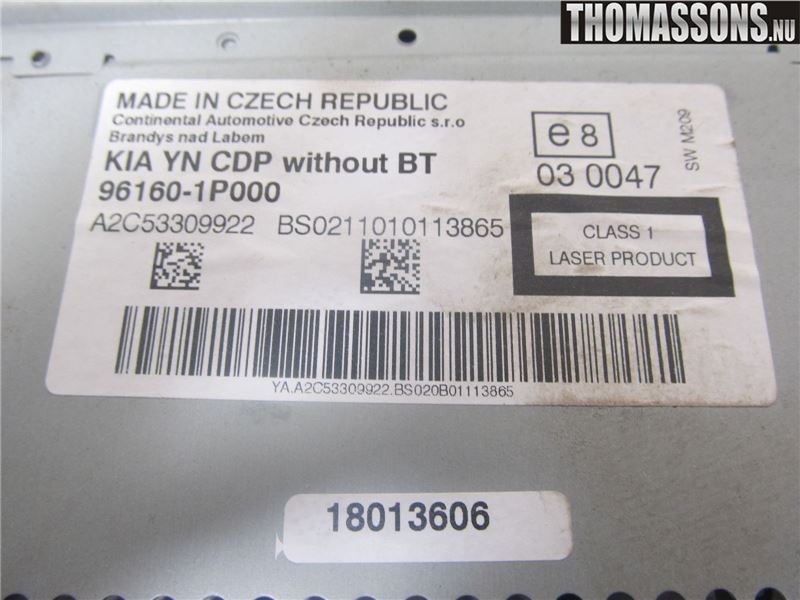 THOMASSONS.NU
MADE IN CZECH REPUBLIC
Continental Automotive Czech Republic s.r.o
Brandys nad Labem
KIA YN CDP without BT
96160-1P000
A2C53309922 BS0211010113865
e8
03 0047
SW M209
CLASS 1
LASER PRODUCT
YA.A2C53309922.BS020B01113865
18013606